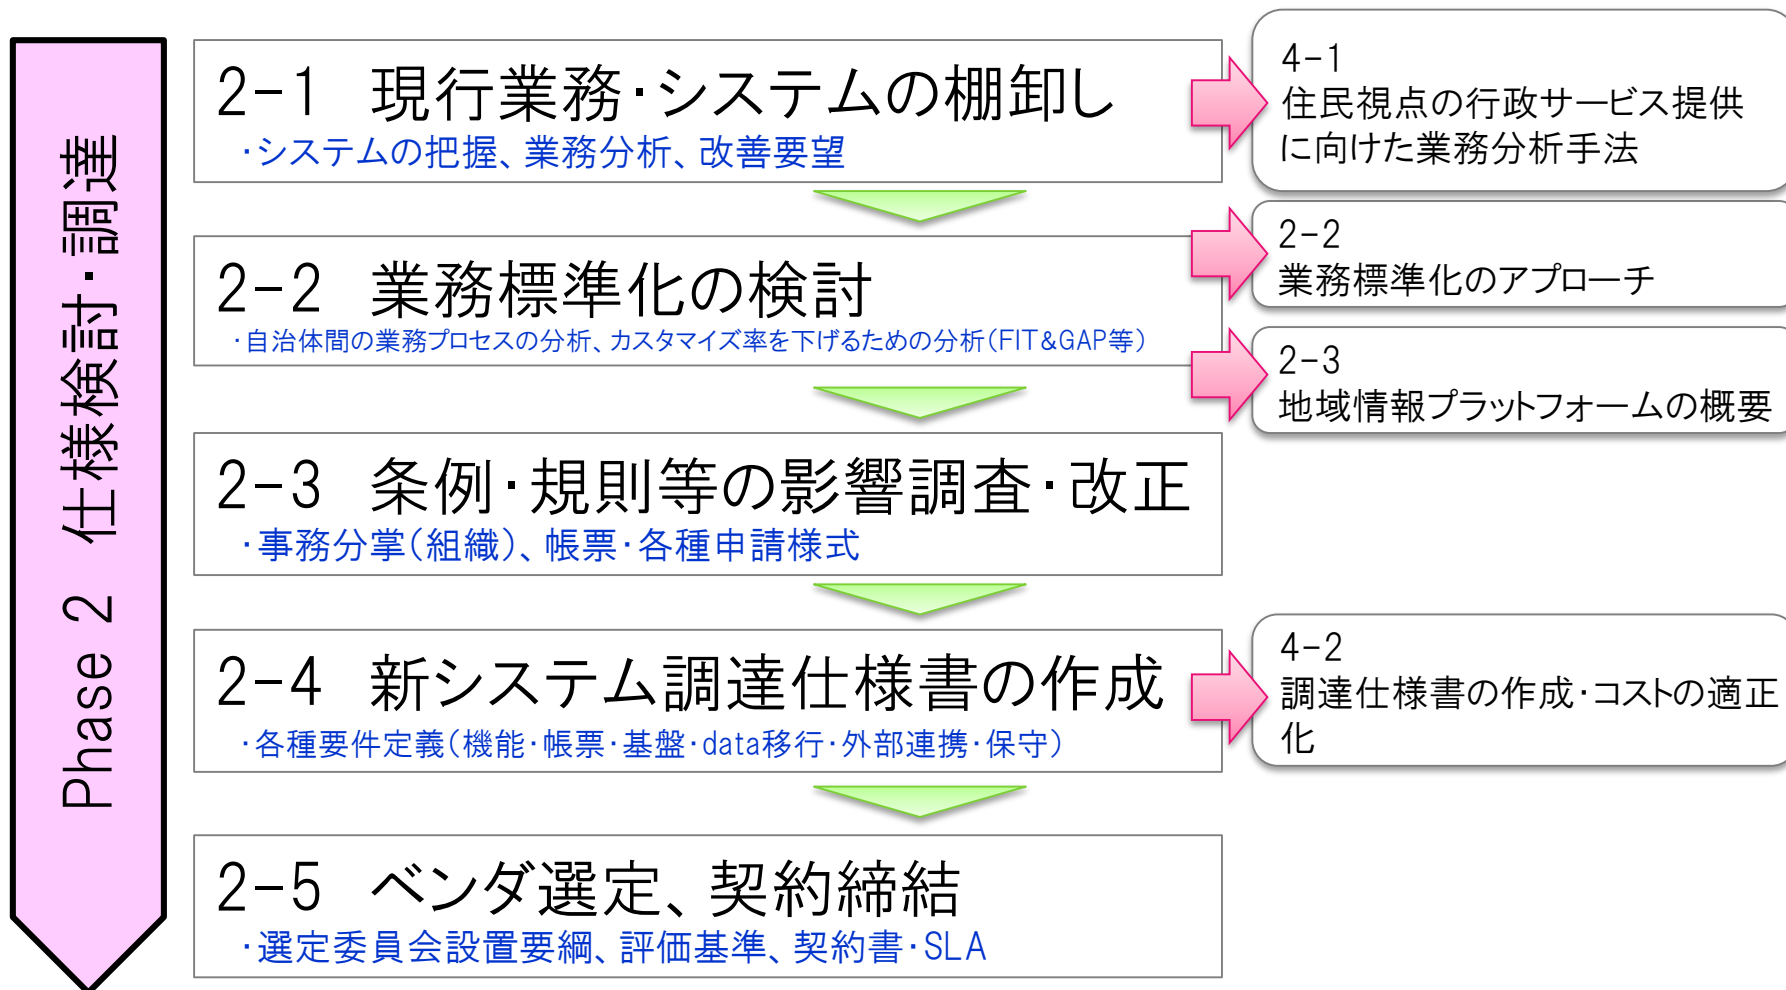 Phase 2 仕様検討・調達
2-1 現行業務・システムの棚卸し
・システムの把握、業務分析、改善要望
4-1
住民視点の行政サービス提供
に向けた業務分析手法
2-2 業務標準化の検討
・自治体間の業務プロセスの分析、カスタマイズ率を下げるための分析(FIT&GAP等)
2-2
業務標準化のアプローチ
2-3
地域情報プラットフォームの概要
2-3 条例・規則等の影響調査・改正
・事務分掌(組織)、帳票・各種申請様式
2-4 新システム調達仕様書の作成
・各種要件定義(機能・帳票・基盤・data移行・外部連携・保守)
4-2
調達仕様書の作成・コストの適正
化
2-5 ベンダ選定、契約締結
・選定委員会設置要綱、評価基準、契約書・SLA